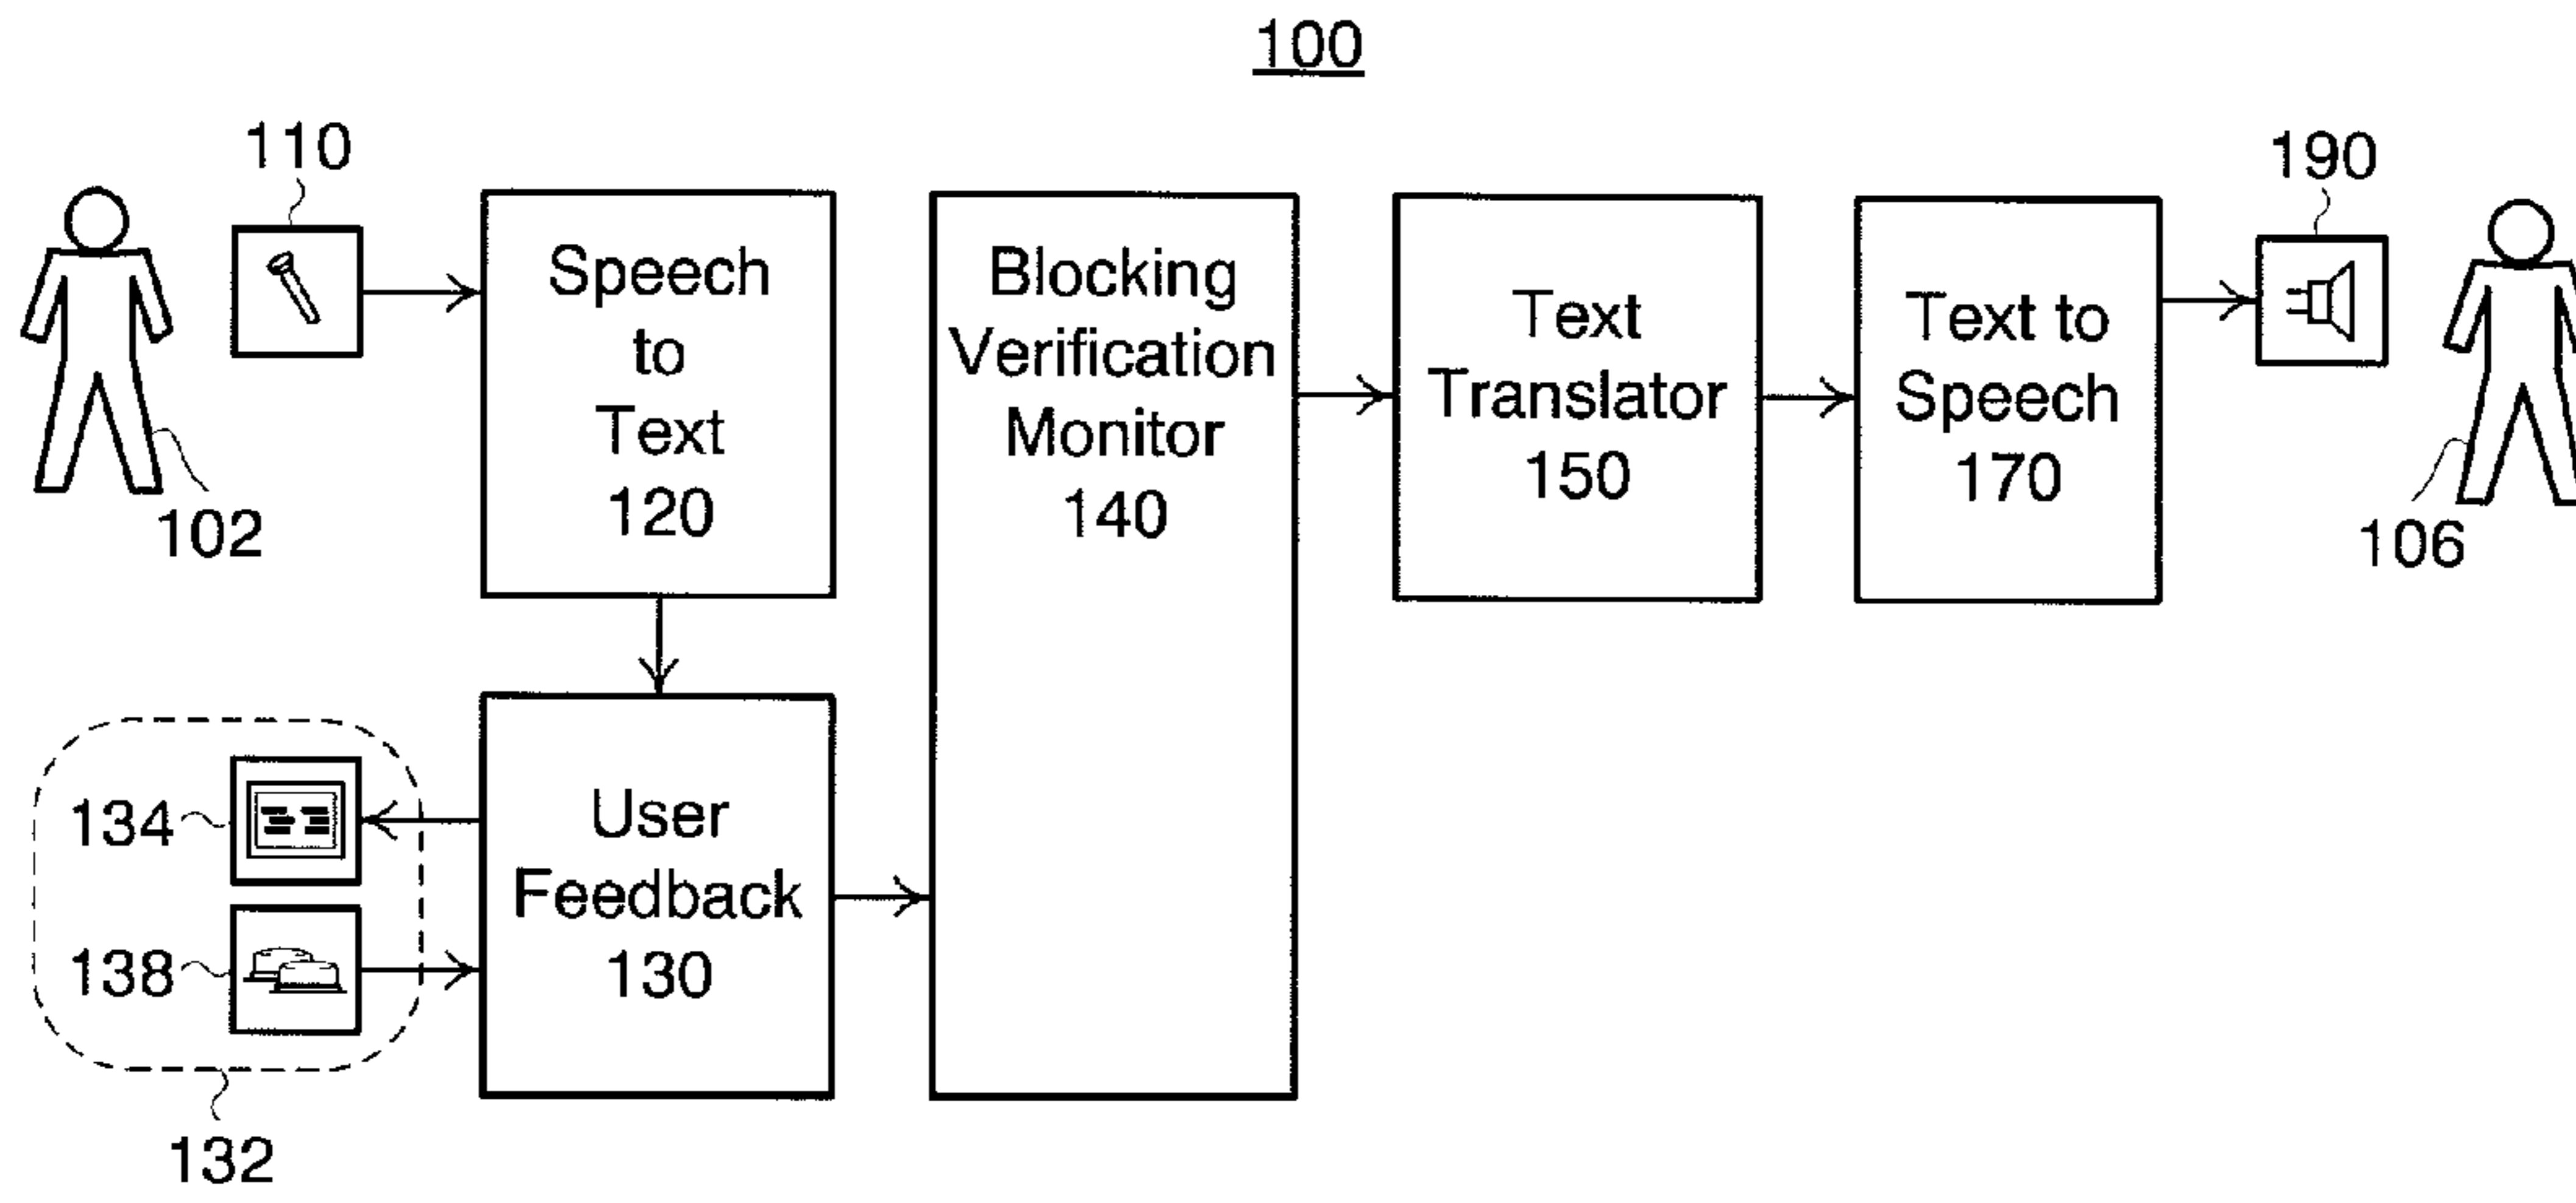 100
110
190
Speech
to
Text
120
Blocking
Verification
Monitor
140
Text
Translator
150
Text to
Speech
170
102
106
134
138
User
Feedback
130
132